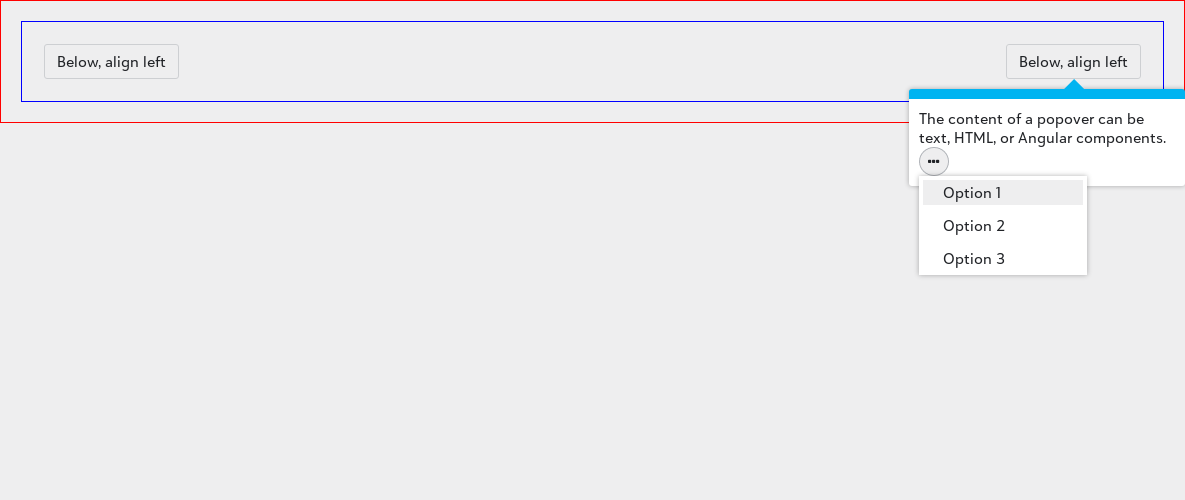 Below, align left
Below, align left
The content of a popover can be
text, HTML, or Angular components.
Option 1
Option 2
Option 3